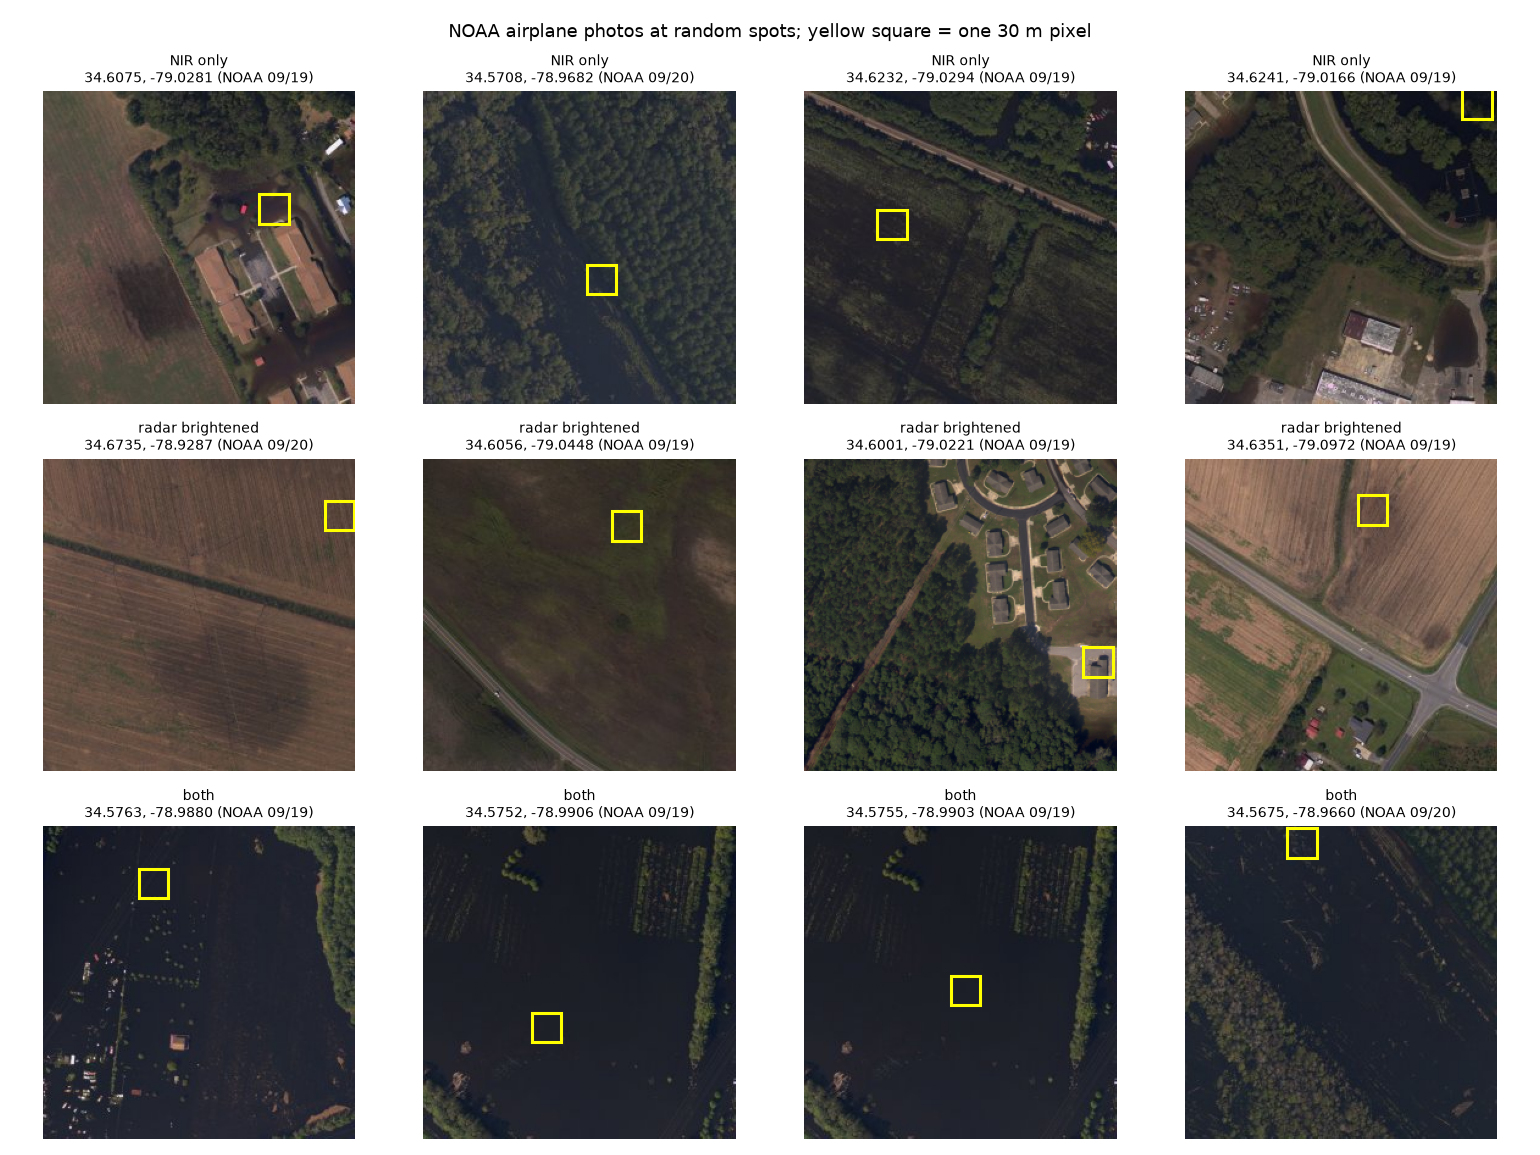 NOAA airplane photos at random spots; yellow square = one 30 m pixel
NIR only
34.6075, -79.0281 (NOAA 09/19)
NIR only
34.5708, -78.9682 (NOAA 09/20)
NIR only
34.6232, -79.0294 (NOAA 09/19)
NIR only
34.6241, -79.0166 (NOAA 09/19)
radar brightened
34.6735, -78.9287 (NOAA 09/20)
radar brightened
34.6056, -79.0448 (NOAA 09/19)
radar brightened
34.6001, -79.0221 (NOAA 09/19)
radar brightened
34.6351, -79.0972 (NOAA 09/19)
both
34.5763, -78.9880 (NOAA 09/19)
both
34.5752, -78.9906 (NOAA 09/19)
both
34.5755, -78.9903 (NOAA 09/19)
both
34.5675, -78.9660 (NOAA 09/20)